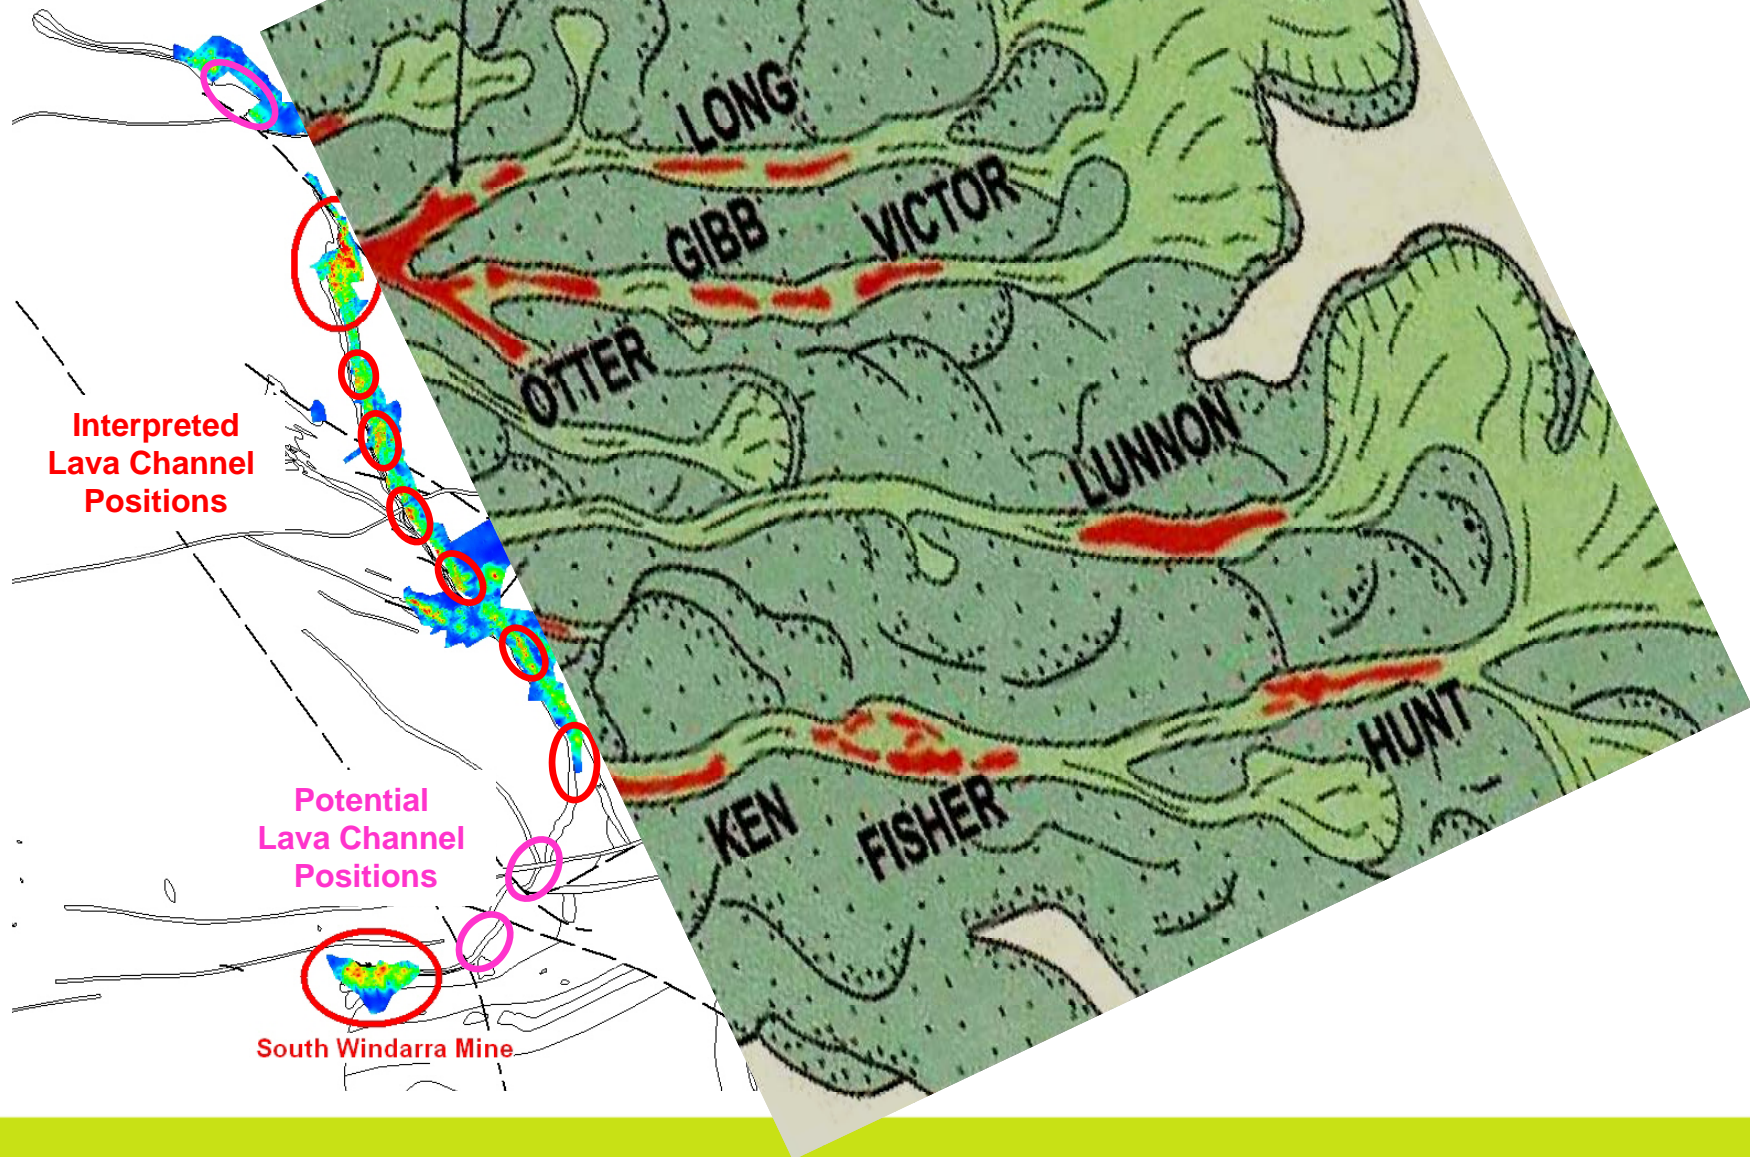 LONG
GIBB
VICTOR
OTTER
LUNNON
Interpreted
Lava Channel
Positions
HUNT
KEN
FISHER
Potential
Lava Channel
Positions
South Windarra Mine